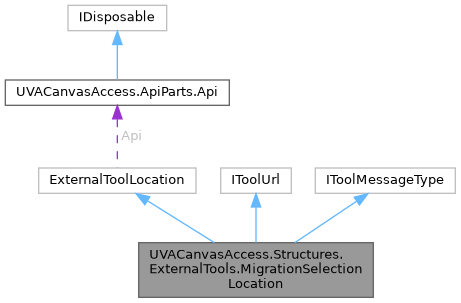 IDisposable
UVACanvasAccess.ApiParts.Api
Api
ExternalToolLocation
IToolUrl
IToolMessageType
UVACanvasAccess.Structures.
ExternalTools.MigrationSelection
Location